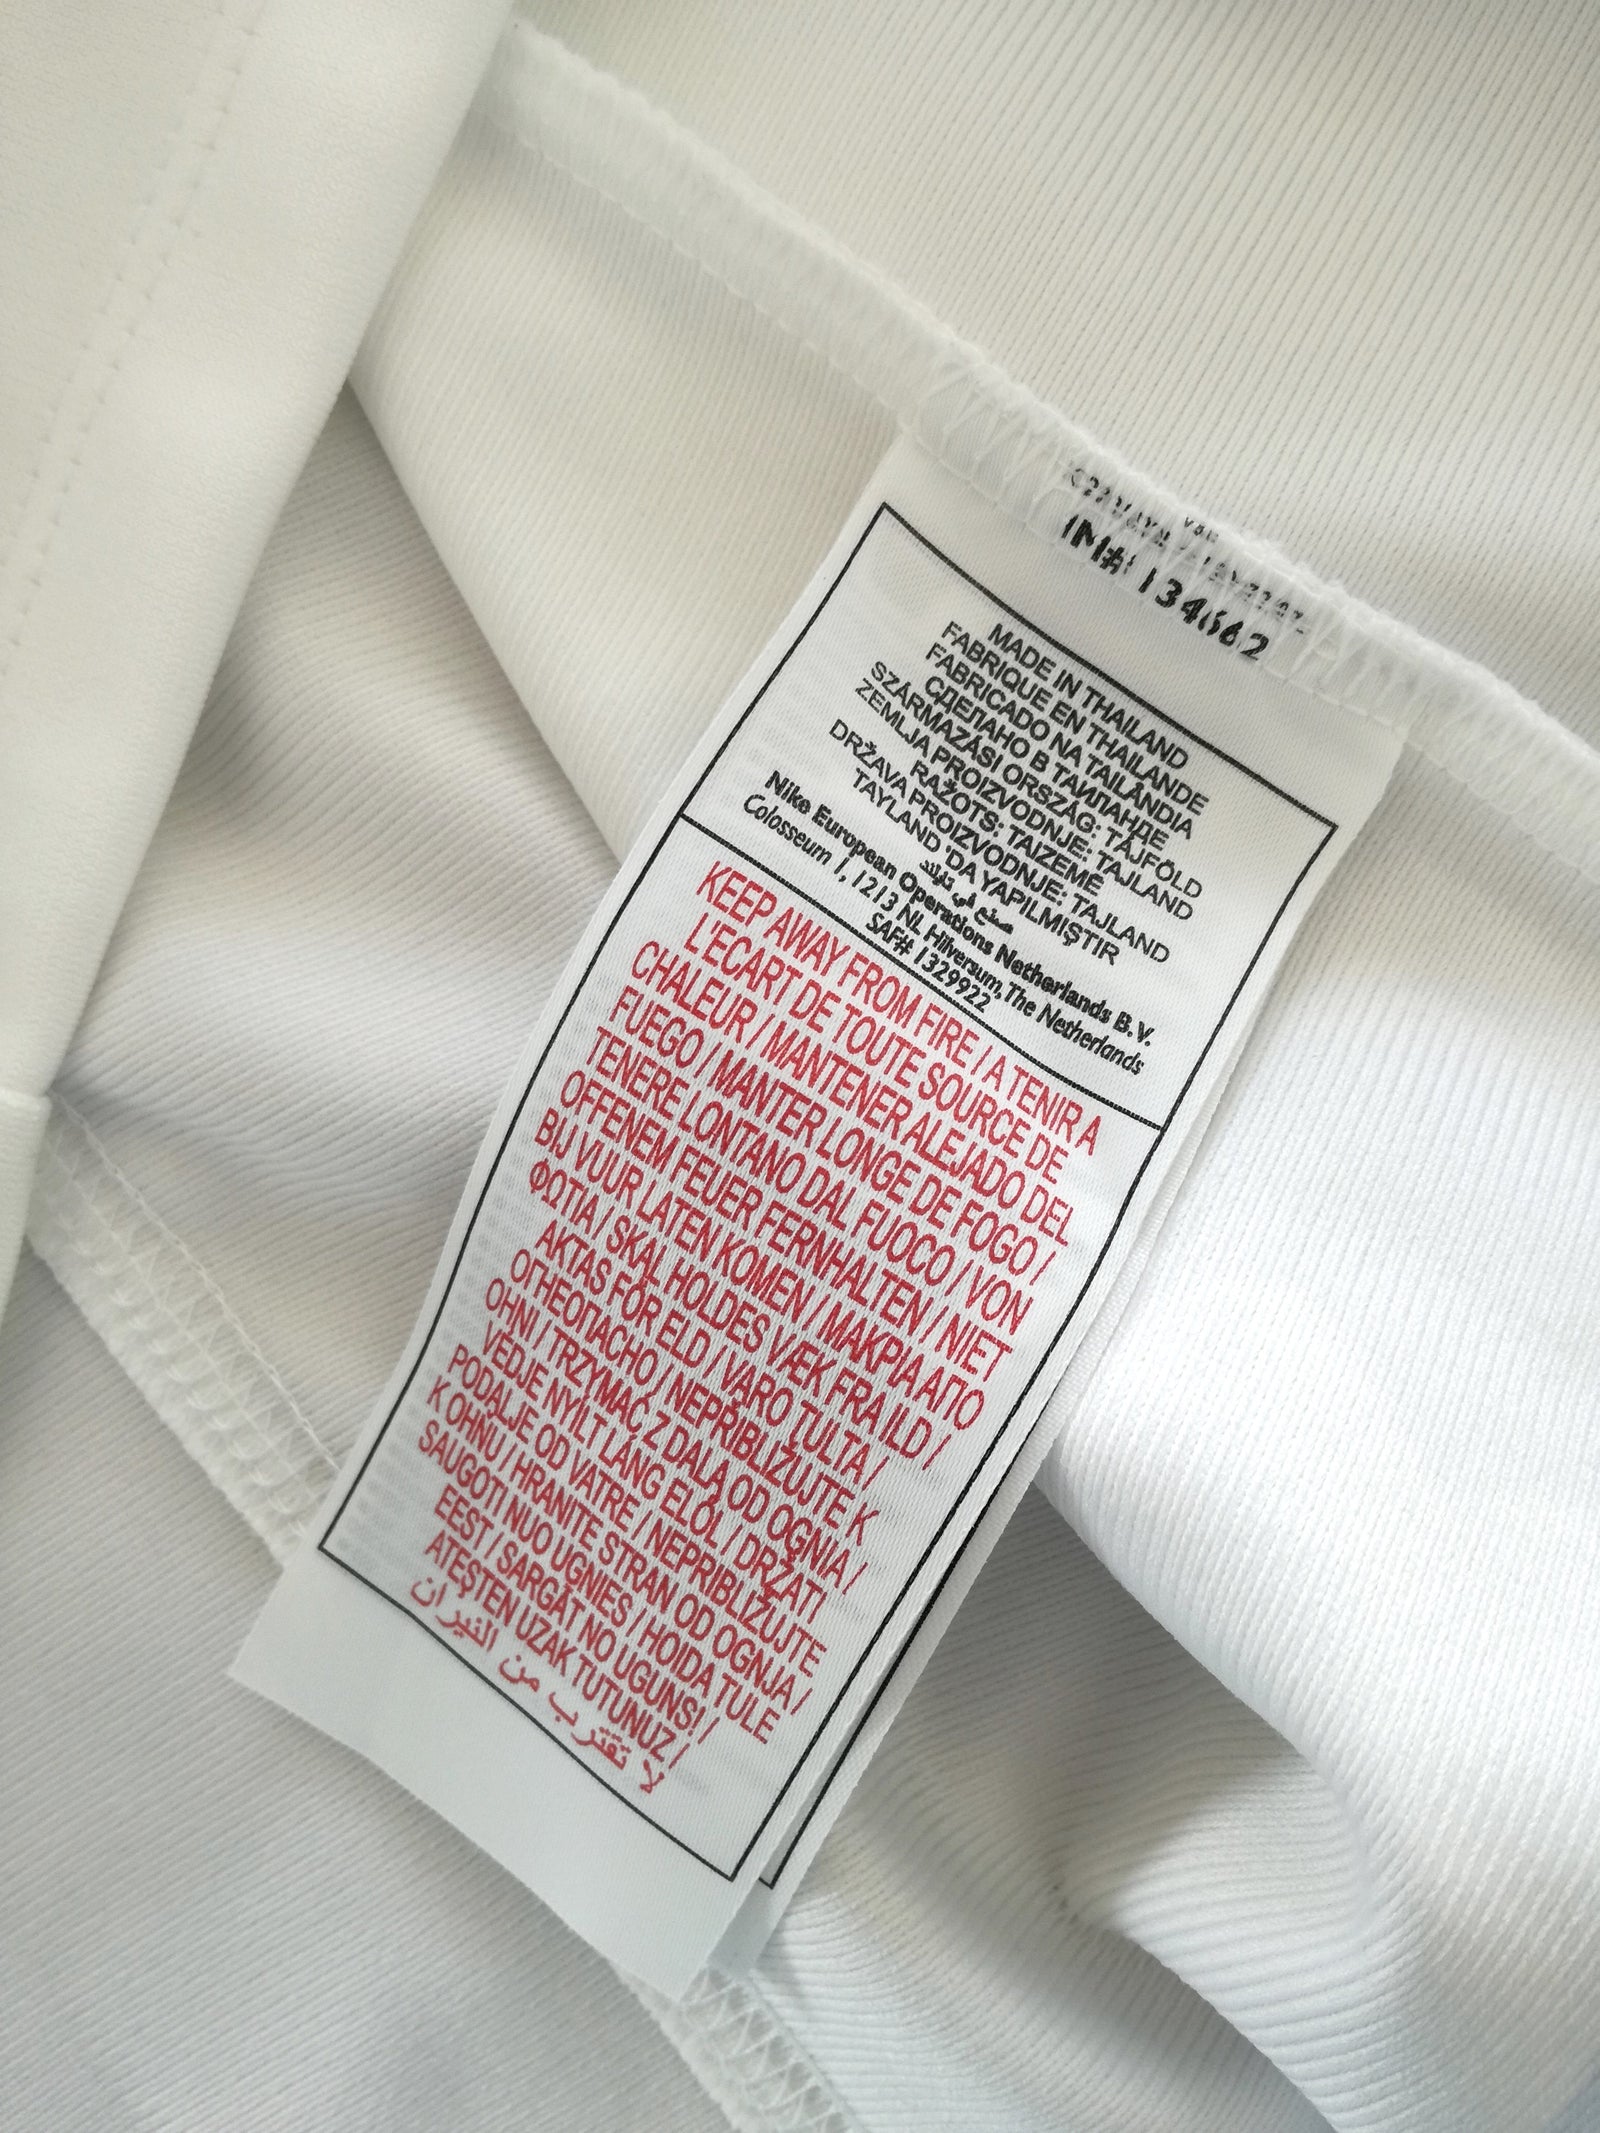 IM# 134662
MADE IN THAILAND
FABRIQUE EN THAILANDE
FABRICADO NA TAILÂNDIA
СДЕЛАНО В ТАИЛАНДЕ
SZÁRMAZÁSI ORSZÁG: TÁJFÖLD
ZEMLJA PROIZVODNJE: TAJLAND
RAŽOTS: TAIZEMĒ
DRŽAVA PROIZVODNJE: TAJLAND
TAYLAND 'DA YAPILMIŞTIR
صنع في تايلند
Nike European Operations Netherlands B.V.
Colosseum 1, 1213 NL Hilversum, The Netherlands
SAF# 1329922
KEEP AWAY FROM FIRE / A TENIR A
L'ECART DE TOUTE SOURCE DE
CHALEUR / MANTENER ALEJADO DEL
FUEGO / MANTER LONGE DE FOGO /
TENERE LONTANO DAL FUOCO / VON
OFFENEM FEUER FERNHALTEN / NIET
BIJ VUUR LATEN KOMEN / ΜΑΚΡΙΑ ΑΠΟ
ΦΩΤΙΑ / SKAL HOLDES VÆK FRA ILD /
AKTAS FÖR ELD / VARO TULTA /
ОГНЕОПАСНО / NEPŘIBLIŽUJTE K
OHNI / TRZYMAĆ Z DALA OD OGNIA /
VEDJE NYÍLT LÁNG ELŐL / DRŽATI
PODALJE OD VATRE / NEPRIBLIŽUJTE
K OHŇU / HRANITE STRAN OD OGNJA /
SAUGOTI NUO UGNIES / HOIDA TULE
EEST / SARGĀT NO UGUNS! /
ATEŞTEN UZAK TUTUNUZ /
لا تقترب من النيران